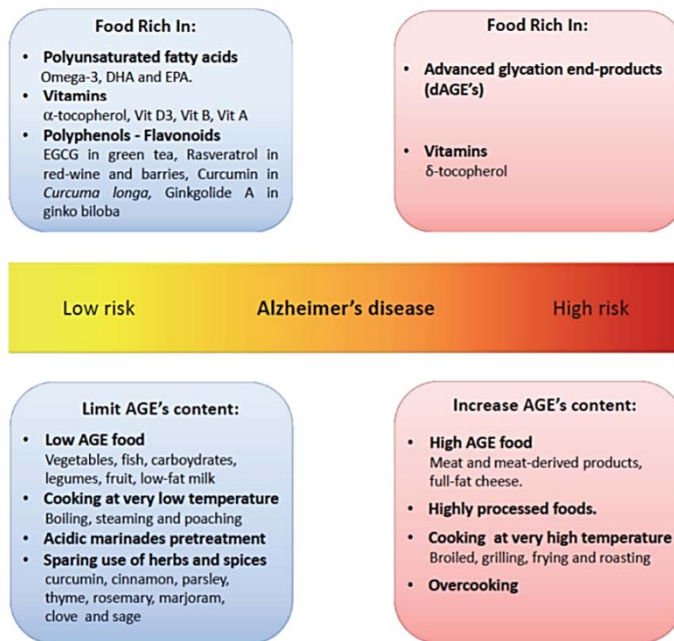 Food Rich In:
• Polyunsaturated fatty acids
Omega-3, DHA and EPA.
• Vitamins
α-tocopherol, Vit D3, Vit B, Vit A
• Polyphenols - Flavonoids
EGCG in green tea, Rasveratrol in
red-wine and barries, Curcumin in
Curcuma longa, Ginkgolide A in
ginko biloba
Food Rich In:
• Advanced glycation end-products
(dAGE's)
• Vitamins
δ-tocopherol
Low risk
Alzheimer's disease
High risk
Limit AGE's content:
• Low AGE food
Vegetables, fish, carboydrates,
legumes, fruit, low-fat milk
• Cooking at very low temperature
Boiling, steaming and poaching
• Acidic marinades pretreatment
• Sparing use of herbs and spices
curcumin, cinnamon, parsley,
thyme, rosemary, marjoram,
clove and sage
Increase AGE's content:
• High AGE food
Meat and meat-derived products,
full-fat cheese.
• Highly processed foods.
• Cooking at very high temperature
Broiled, grilling, frying and roasting
• Overcooking